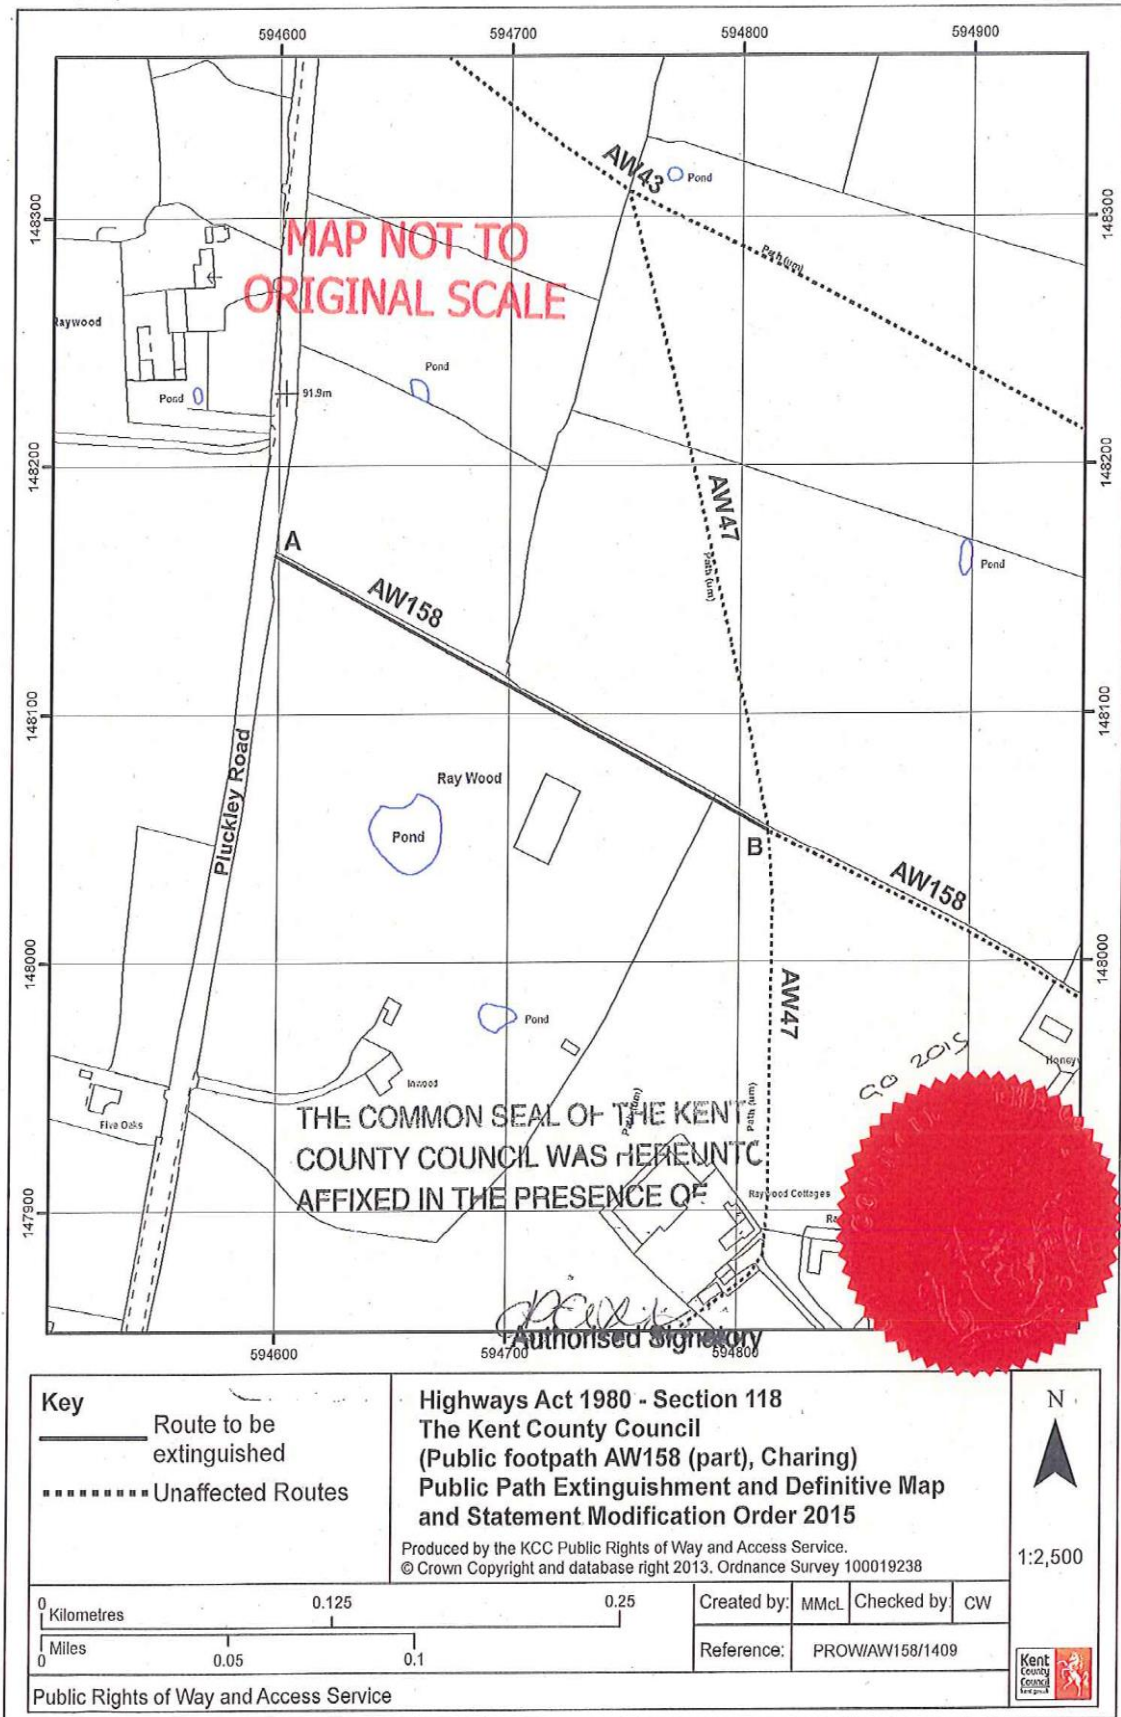 594600
594700
594800
594900
148300
148300
AW43
Pond
Path (um)
MAP NOT TO
ORIGINAL SCALE
Raywood
Pond
Pond
91.9m
148200
148200
AW47
Path (um)
Pond
A
AW158
148100
148100
Pluckley Road
Ray Wood
Pond
B
AW158
148000
148000
AW47
Pond
Inwood
Five Oaks
GO 2015
Honey
Path (um)
Path (um)
THE COMMON SEAL OF THE KENT
COUNTY COUNCIL WAS HEREUNTO
AFFIXED IN THE PRESENCE OF
147900
Raywood Cottages
Ra
Authorised Signatory
594600
594700
594800
Key
Route to be
extinguished
Unaffected Routes
Highways Act 1980 - Section 118
The Kent County Council
(Public footpath AW158 (part), Charing)
Public Path Extinguishment and Definitive Map
and Statement Modification Order 2015
Produced by the KCC Public Rights of Way and Access Service.
© Crown Copyright and database right 2013. Ordnance Survey 100019238
N
1:2,500
0 Kilometres 0.125 0.25
Miles
0 0.05 0.1
Created by: MMcL Checked by: CW
Reference: PROW/AW158/1409
Kent
County
Council
Public Rights of Way and Access Service